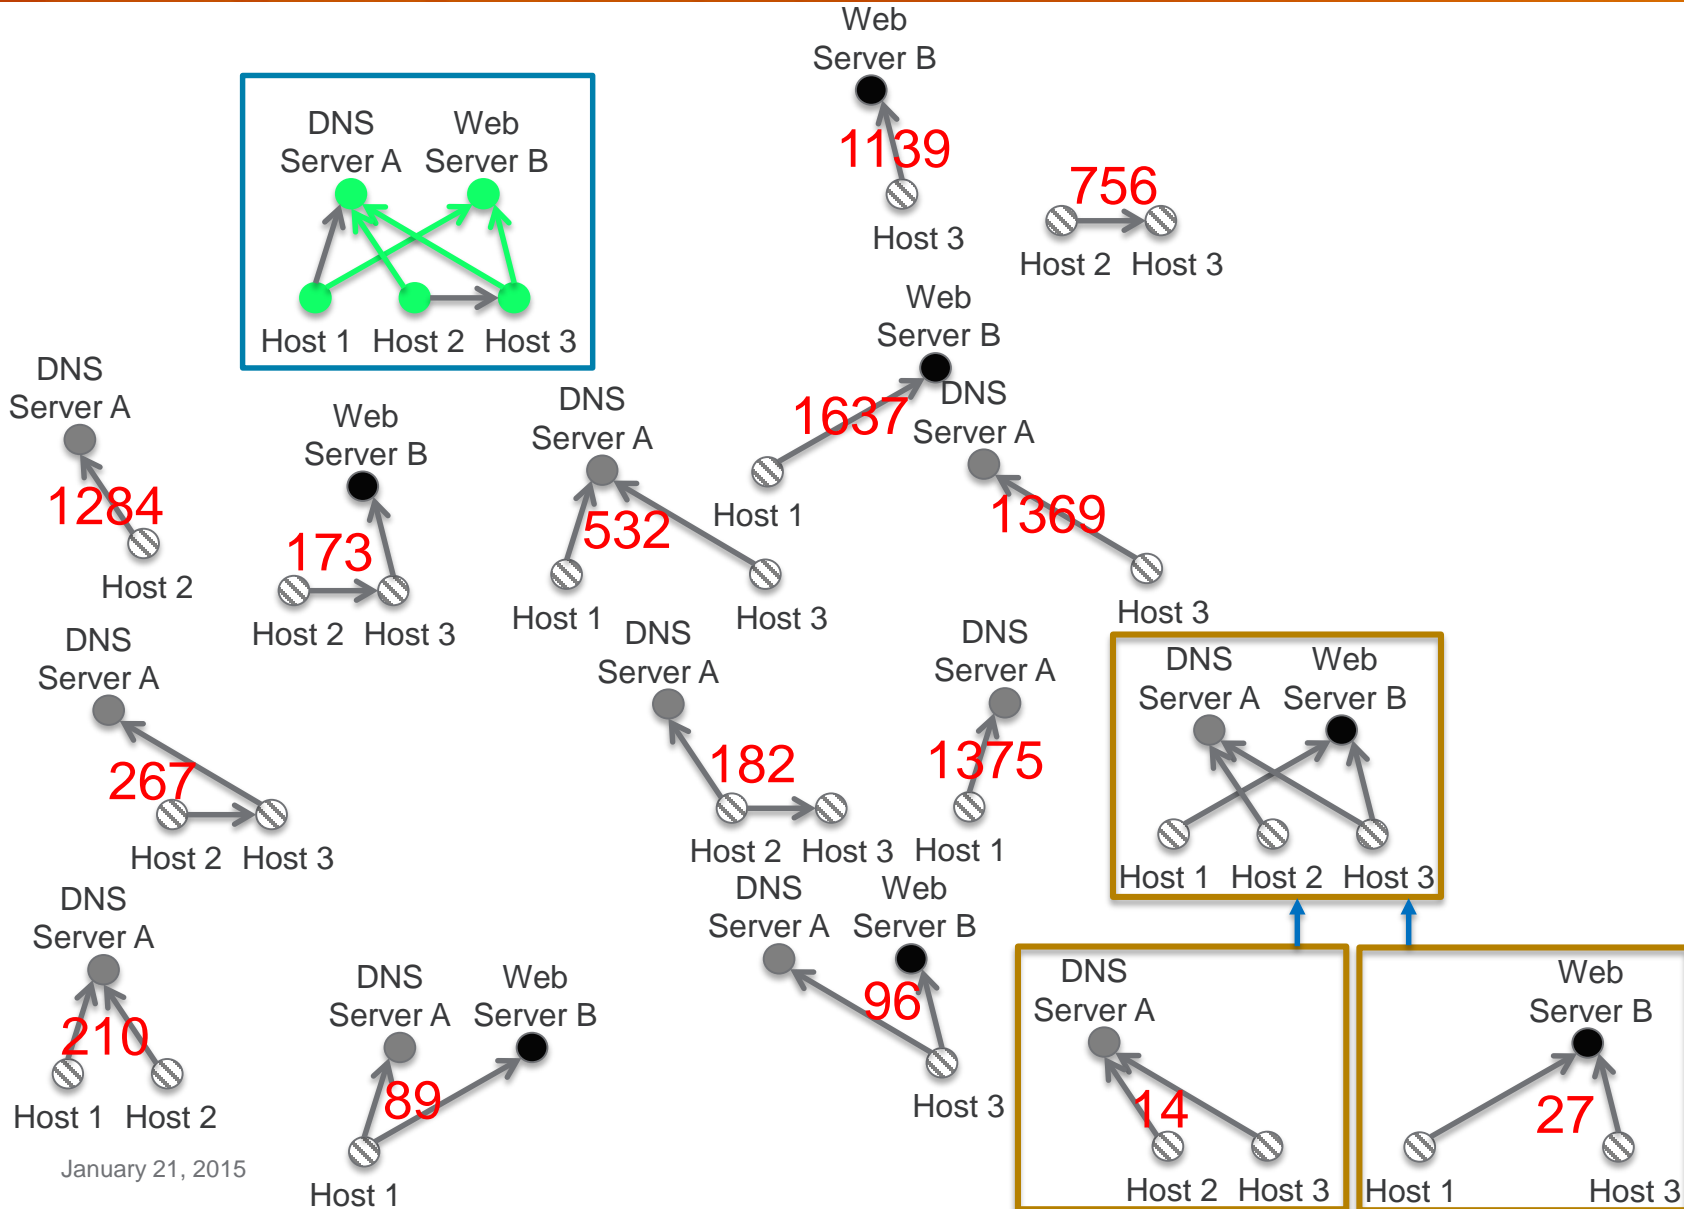 Web
Server B
1139
Host 3
756
Host 2 Host 3
DNS
Server A
Web
Server B
Host 1 Host 2 Host 3
Web
Server B
1637
Host 1
DNS
Server A
1369
Host 3
DNS
Server A
1284
Host 2
Web
Server B
173
Host 2 Host 3
DNS
Server A
532
Host 1
Host 3
DNS
Server A
267
Host 2 Host 3
DNS
Server A
182
Host 2 Host 3
DNS
Server A
1375
Host 1
DNS
Server A
Web
Server B
Host 1 Host 2 Host 3
DNS
Server A
210
Host 1 Host 2
DNS
Server A
Web
Server B
89
Host 1
DNS
Server A
Web
Server B
96
Host 3
DNS
Server A
14
Host 2 Host 3
Web
Server B
27
Host 1
Host 3
January 21, 2015